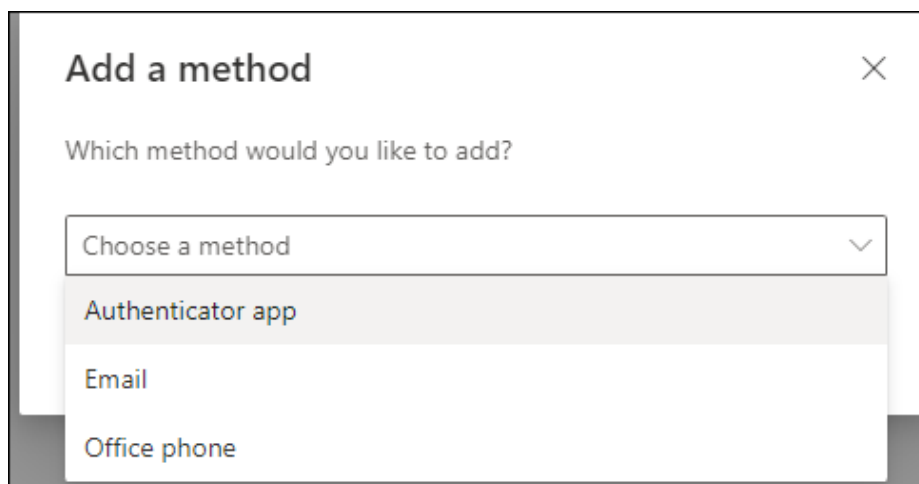 Add a method
Which method would you like to add?
Choose a method
Authenticator app
Email
Office phone